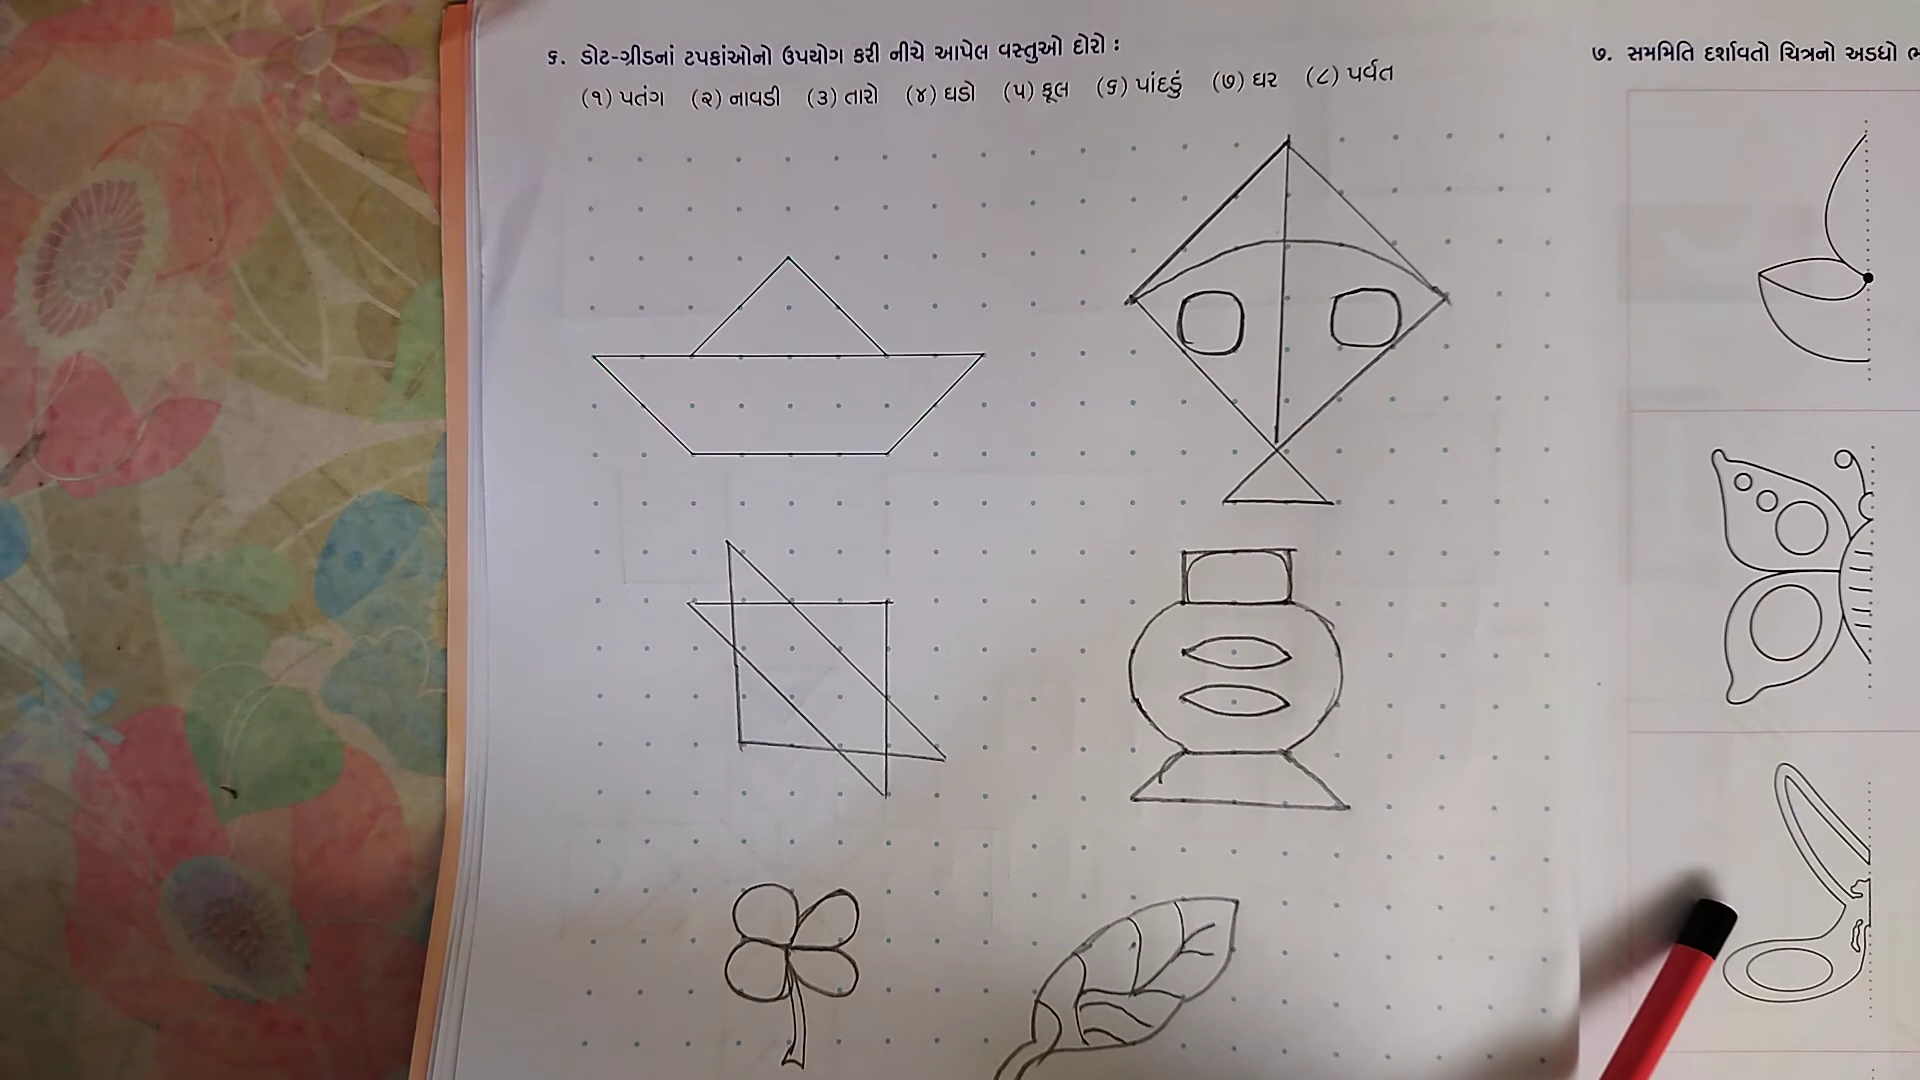 ૬. ડોટ-ગ્રીડનાં ટપકાંઓનો ઉપયોગ કરી નીચે આપેલ વસ્તુઓ દોરો :
(૧) પતંગ (૨) નાવડી (૩) તારો (૪) ઘડો (૫) ફૂલ (૬) પાંદડું (૭) ઘર (૮) પર્વત
૭. સમમિતિ દર્શાવતો ચિત્રનો અડધો